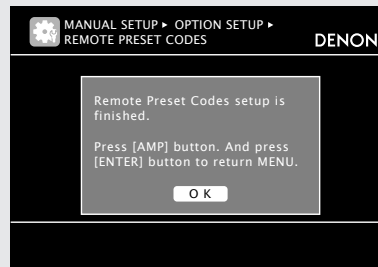 MANUAL SETUP ▸ OPTION SETUP ▸
REMOTE PRESET CODES
DENON
Remote Preset Codes setup is
finished.
Press [AMP] button. And press
[ENTER] button to return MENU.
O K